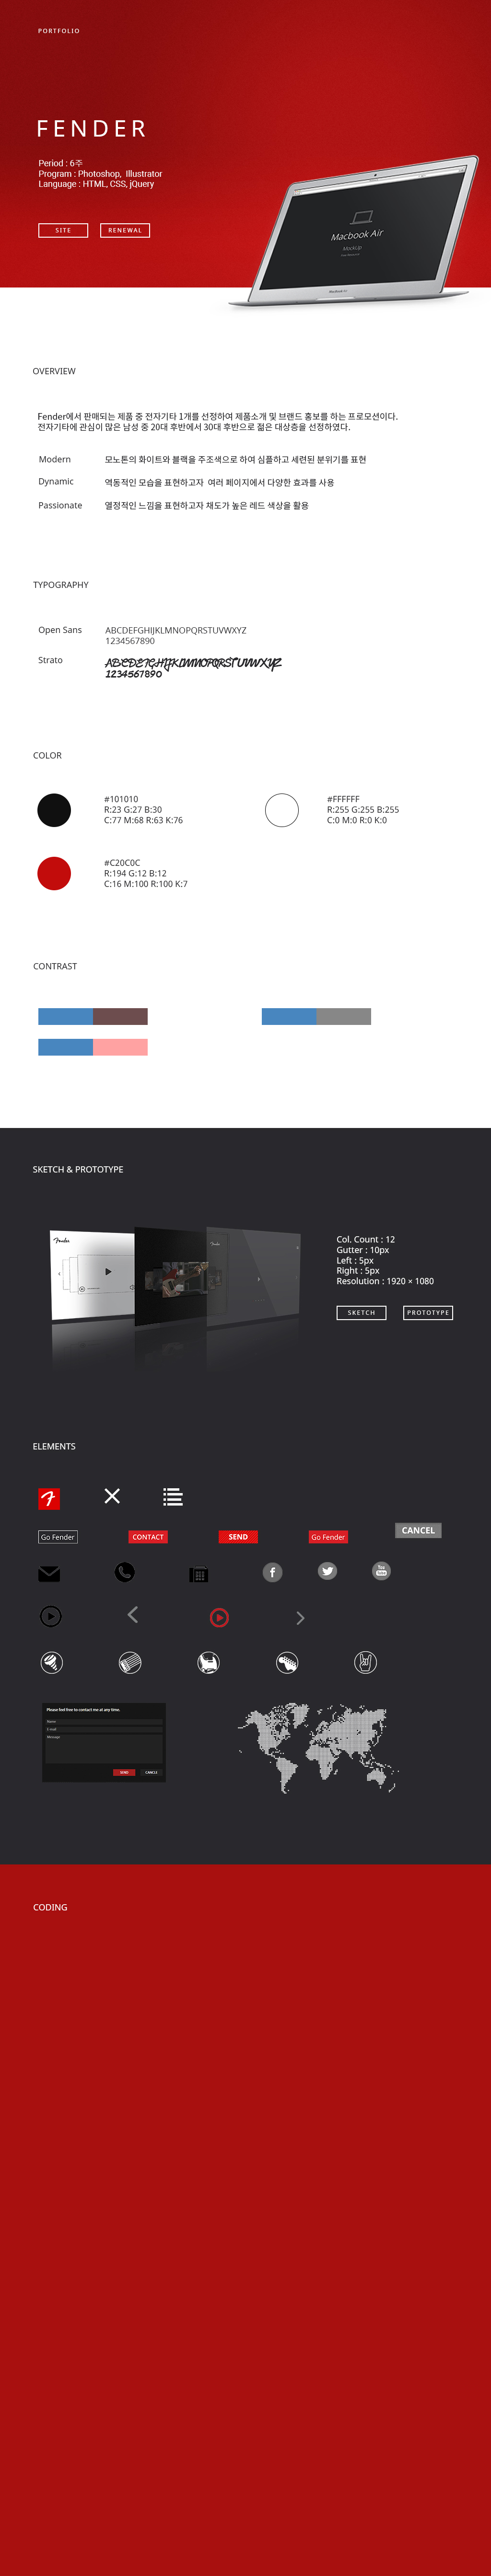 PORTFOLIO
FENDER
Period : 6주
Program : Photoshop, Illustrator
Language : HTML, CSS, jQuery
SITE
RENEWAL
Macbook Air
MockUp
MacBook Air
OVERVIEW
Fender에서 판매되는 제품 중 전자기타 1개를 선정하여 제품소개 및 브랜드 홍보를 하는 프로모션이다.
전자기타에 관심이 많은 남성 중 20대 후반에서 30대 후반으로 젊은 대상층을 선정하였다.
Modern 모노톤의 화이트와 블랙을 주조색으로 하여 심플하고 세련된 분위기를 표현
Dynamic 역동적인 모습을 표현하고자 여러 페이지에서 다양한 효과를 사용
Passionate 열정적인 느낌을 표현하고자 채도가 높은 레드 색상을 활용
TYPOGRAPHY
Open Sans ABCDEFGHIJKLMNOPQRSTUVWXYZ
1234567890
Strato ABCDEFGHIJKLMNOPQRSTUVWXYZ
1234567890
COLOR
#101010
R:23 G:27 B:30
C:77 M:68 R:63 K:76
#FFFFFF
R:255 G:255 B:255
C:0 M:0 R:0 K:0
#C20C0C
R:194 G:12 B:12
C:16 M:100 R:100 K:7
CONTRAST
SKETCH & PROTOTYPE
Fender
Col. Count : 12
Gutter : 10px
Left : 5px
Right : 5px
Resolution : 1920 × 1080
SKETCH
PROTOTYPE
ELEMENTS
Go Fender
CONTACT
SEND
Go Fender
CANCEL
You
Tube
Please feel free to contact me at any time.
Name
E-mail
Message
SEND
CANCLE
CODING